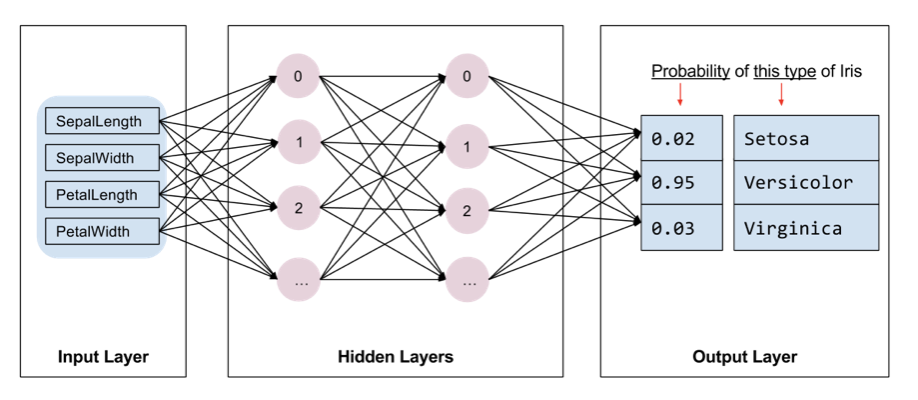 Probability of this type of Iris
SepalLength
SepalWidth
PetalLength
PetalWidth
0
1
2
...
0
1
2
...
0.02 Setosa
0.95 Versicolor
0.03 Virginica
Input Layer
Hidden Layers
Output Layer